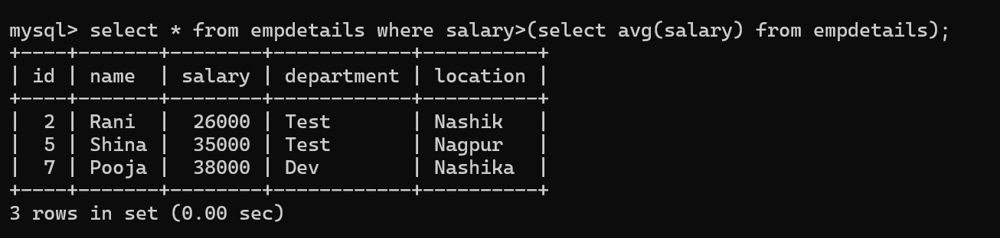 mysql> select * from empdetails where salary>(select avg(salary) from empdetails);
+----+-------+--------+------------+----------+
| id | name  | salary | department | location |
+----+-------+--------+------------+----------+
|  2 | Rani  |  26000 | Test       | Nashik   |
|  5 | Shina |  35000 | Test       | Nagpur   |
|  7 | Pooja |  38000 | Dev        | Nashika  |
+----+-------+--------+------------+----------+
3 rows in set (0.00 sec)